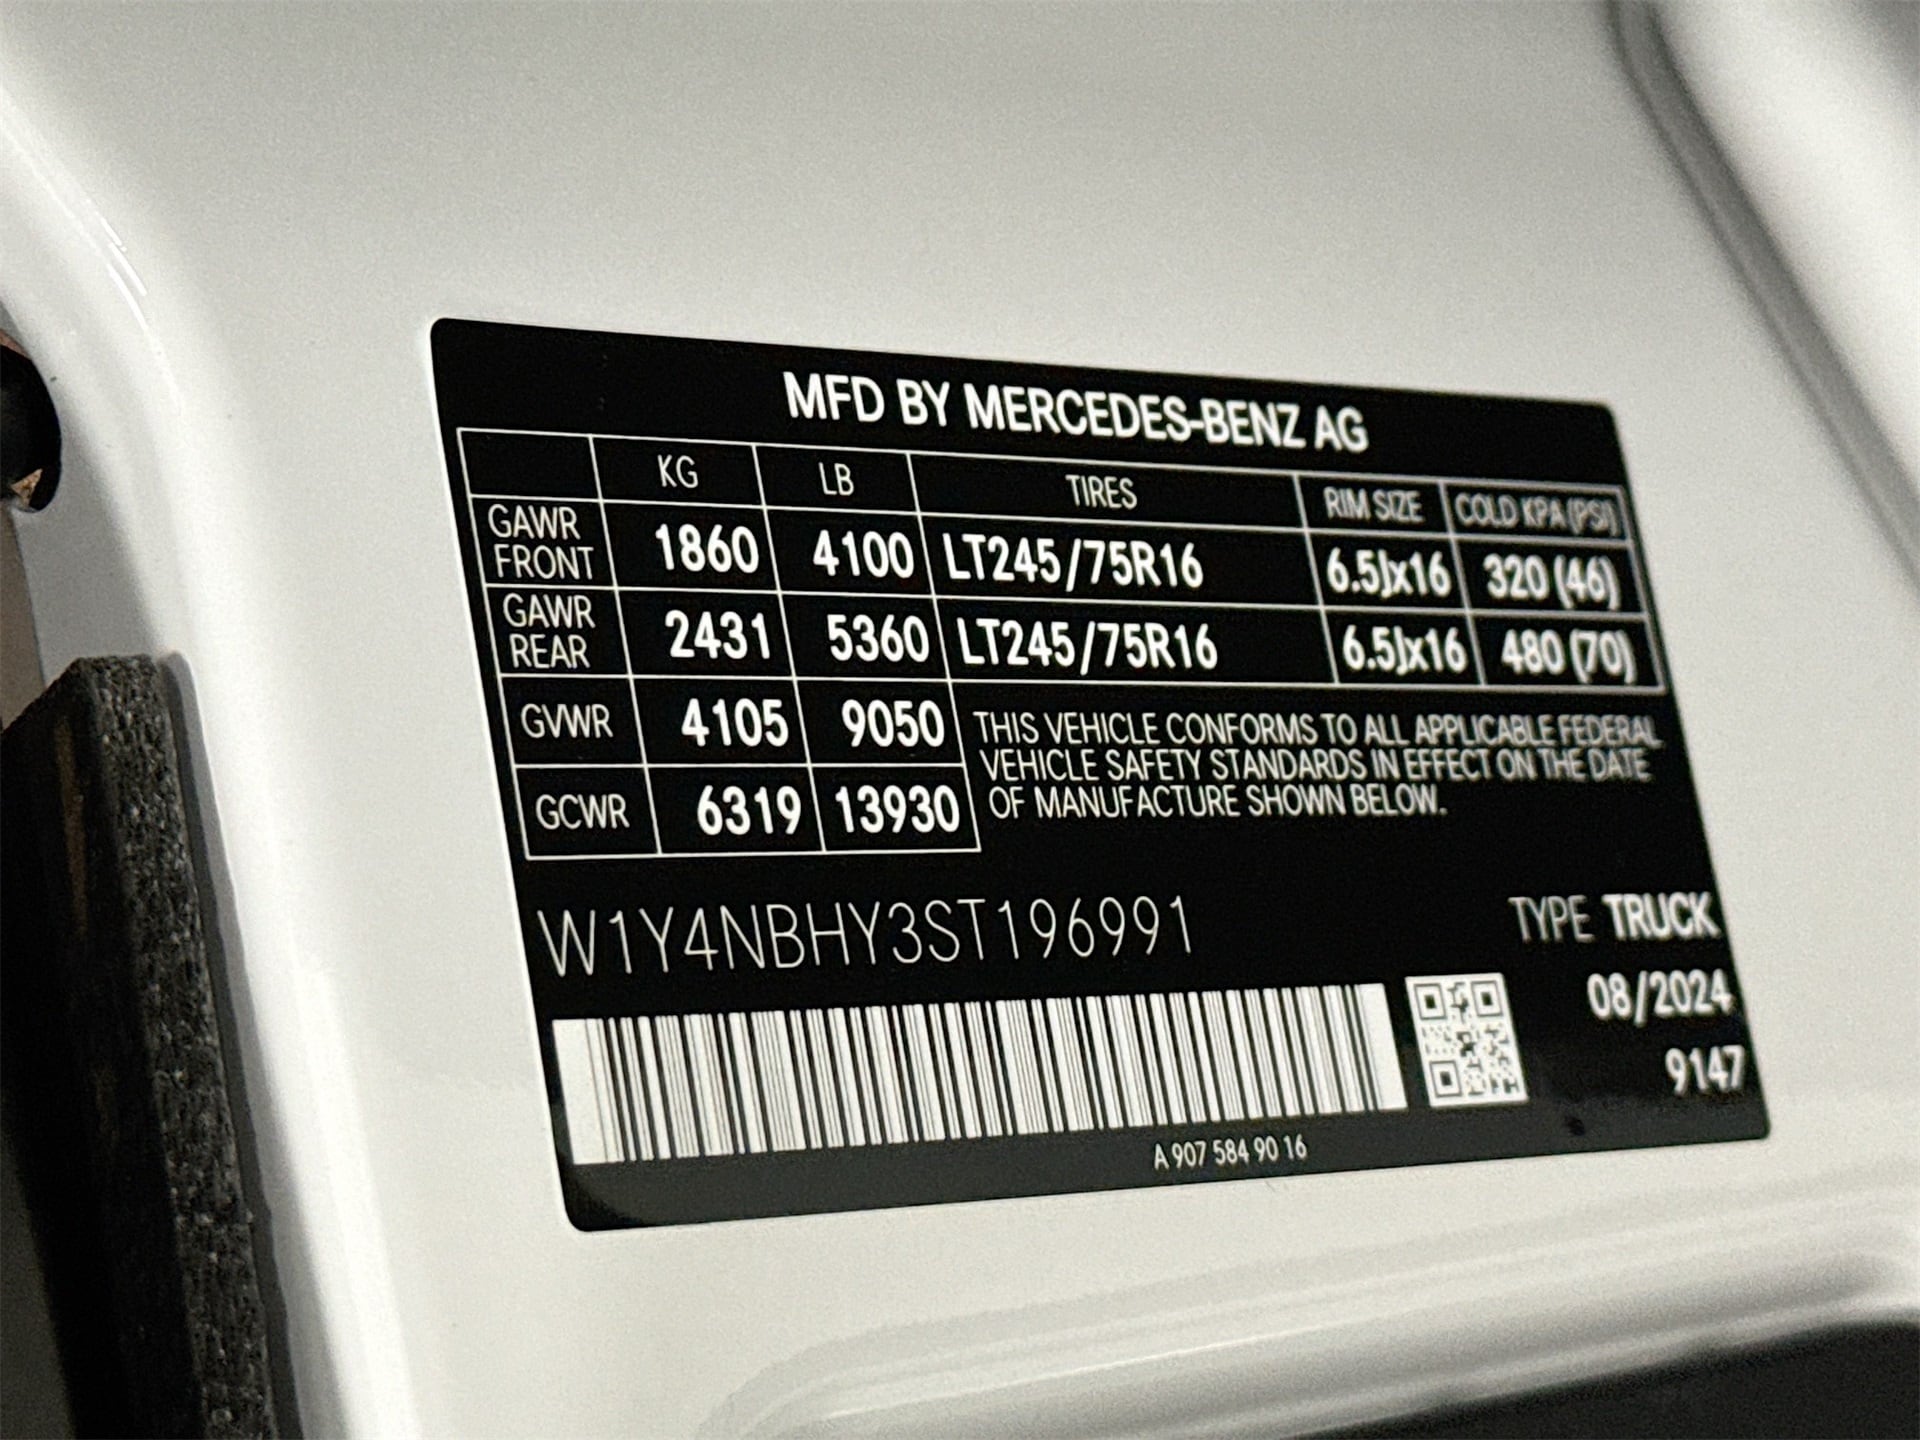 MFD BY MERCEDES-BENZ AG
KG LB TIRES RIM SIZE COLD KPA (PSI)
GAWR FRONT 1860 4100 LT245/75R16 6.5Jx16 320 (46)
GAWR REAR 2431 5360 LT245/75R16 6.5Jx16 480 (70)
GVWR 4105 9050
GCWR 6319 13930
THIS VEHICLE CONFORMS TO ALL APPLICABLE FEDERAL
VEHICLE SAFETY STANDARDS IN EFFECT ON THE DATE
OF MANUFACTURE SHOWN BELOW.
W1Y4NBHY3ST196991
TYPE TRUCK
08/2024
9147
A 907 584 90 16